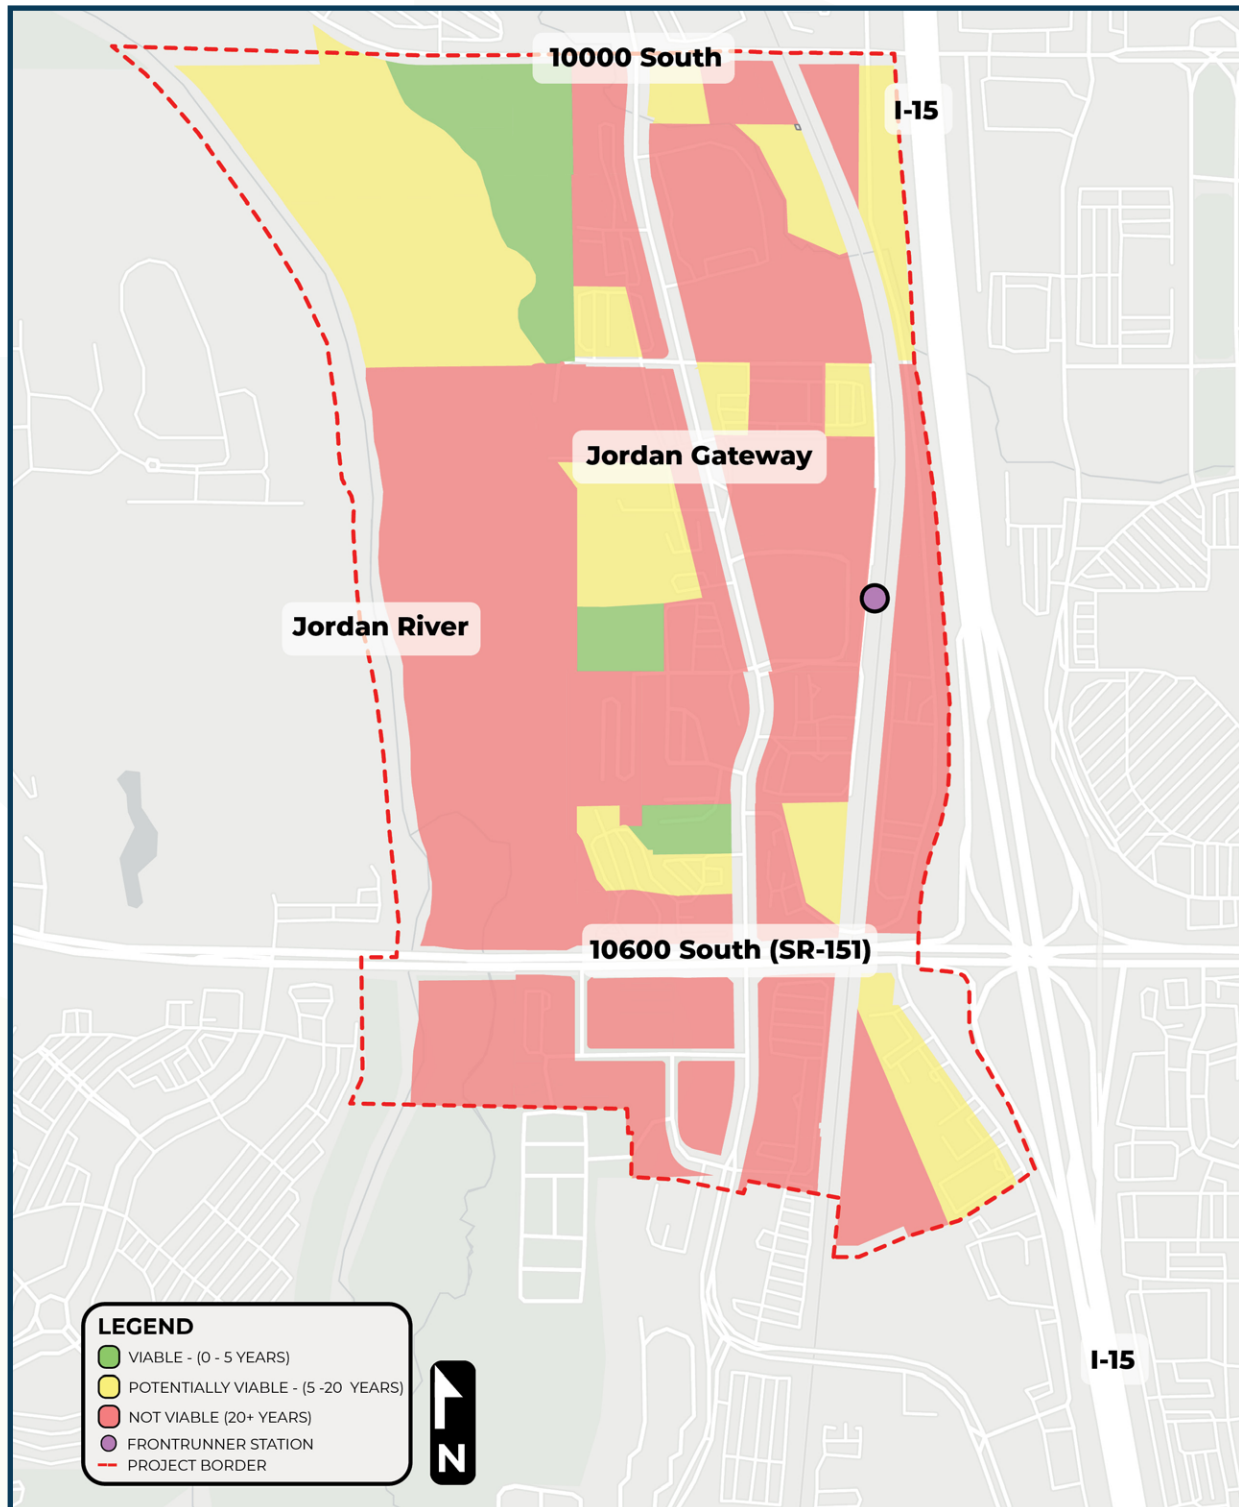 10000 South
I-15
Jordan Gateway
Jordan River
10600 South (SR-151)
I-15
LEGEND
VIABLE - (0 - 5 YEARS)
POTENTIALLY VIABLE - (5 -20 YEARS)
NOT VIABLE (20+ YEARS)
FRONTRUNNER STATION
PROJECT BORDER
N